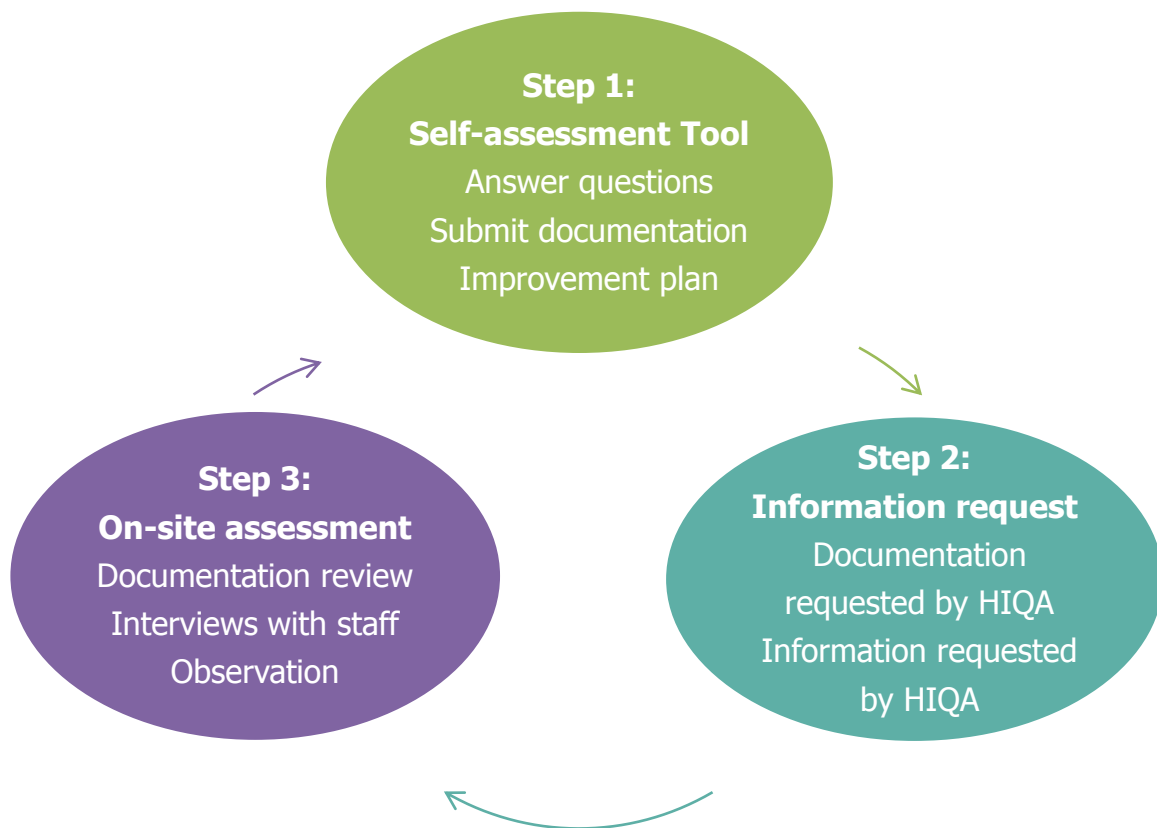 Step 1:
Self-assessment Tool
Answer questions
Submit documentation
Improvement plan
Step 2:
Information request
Documentation
requested by HIQA
Information requested
by HIQA
Step 3:
On-site assessment
Documentation review
Interviews with staff
Observation